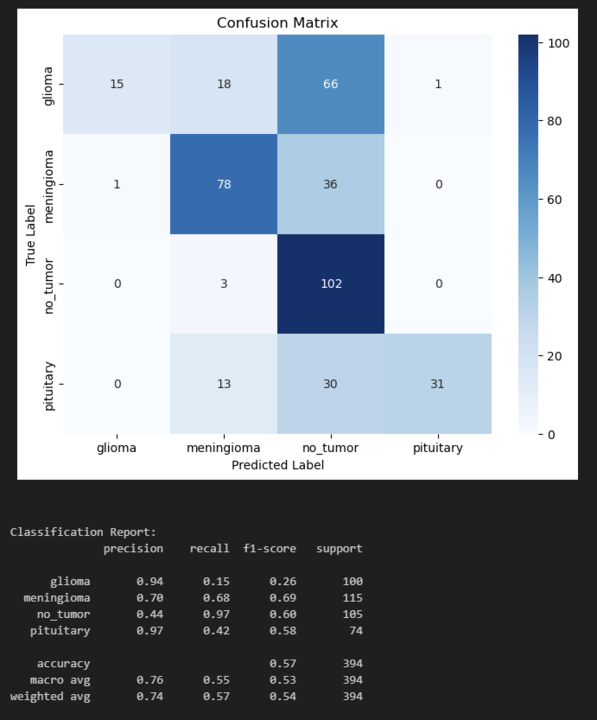 Confusion Matrix
glioma 15 18 66 1
meningioma 1 78 36 0
no_tumor 0 3 102 0
pituitary 0 13 30 31
True Label
glioma meningioma no_tumor pituitary
Predicted Label
100
80
60
40
20
0
Classification Report:
precision recall f1-score support
glioma 0.94 0.15 0.26 100
meningioma 0.70 0.68 0.69 115
no_tumor 0.44 0.97 0.60 105
pituitary 0.97 0.42 0.58 74
accuracy 0.57 394
macro avg 0.76 0.55 0.53 394
weighted avg 0.74 0.57 0.54 394